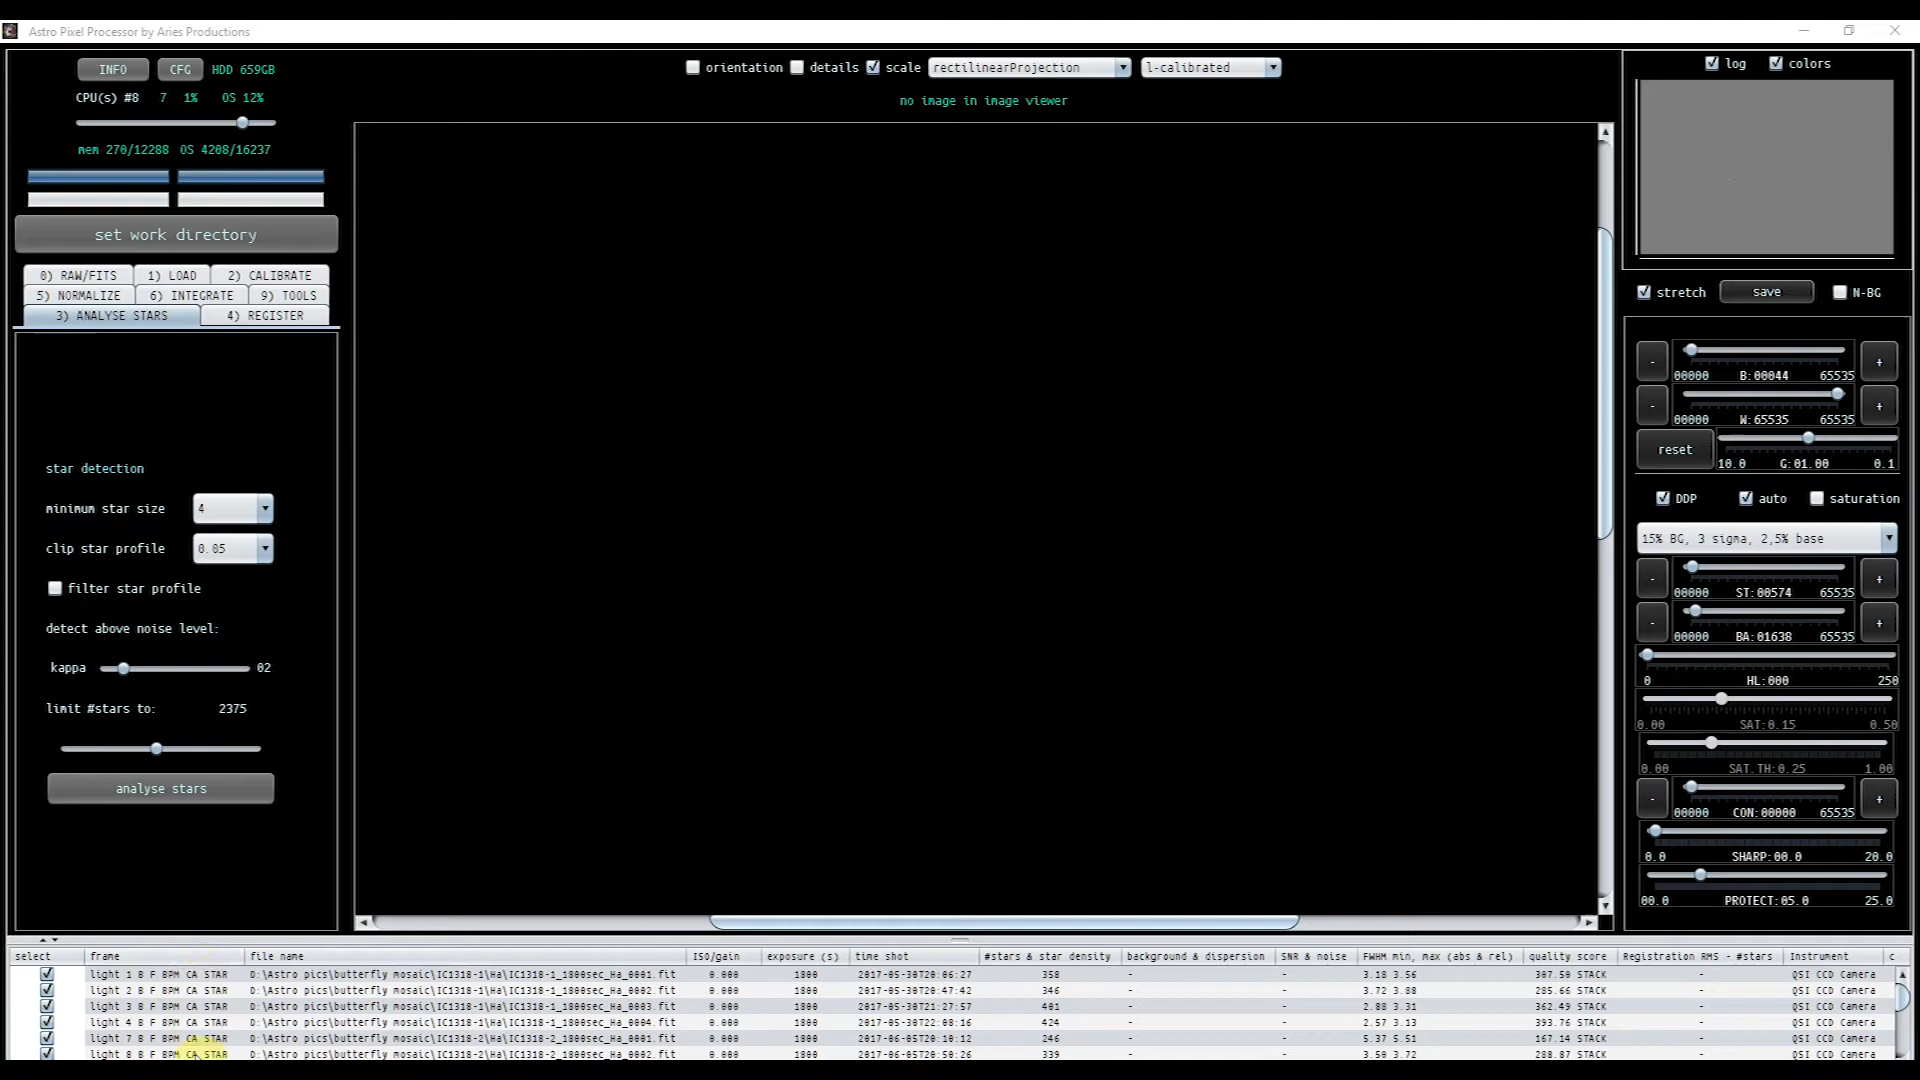 Astro Pixel Processor by Aries Productions
INFO CFG HDD 659GB
CPU(s) #8 7 1% OS 12%
mem 270/12288 OS 4208/16237
set work directory
0) RAW/FITS 1) LOAD 2) CALIBRATE
5) NORMALIZE 6) INTEGRATE 9) TOOLS
3) ANALYSE STARS 4) REGISTER
star detection
minimum star size 4
clip star profile 0.05
filter star profile
detect above noise level:
kappa 02
limit #stars to: 2375
analyse stars
orientation details scale rectilinearProjection l-calibrated
no image in image viewer
log colors
stretch save N-BG
- +
00000 B:00044 65535
- +
00000 W:65535 65535
reset
10.0 G:01.00 0.1
DDP auto saturation
15% BG, 3 sigma, 2,5% base
- +
00000 ST:00574 65535
- +
00000 BA:01638 65535
0 HL:000 250
0.00 SAT:0.15 0.50
0.00 SAT.TH:0.25 1.00
- +
00000 CON:00000 65535
0.0 SHARP:00.0 20.0
00.0 PROTECT:05.0 25.0
select frame file name ISO/gain exposure (s) time shot #stars & star density background & dispersion SNR & noise FWHM min, max (abs & rel) quality score Registration RMS - #stars Instrument c
light 1 B F BPM CA STAR D:\Astro pics\butterfly mosaic\IC1318-1\Ha\IC1318-1_1800sec_Ha_0001.fit 0.000 1800 2017-05-30T20:06:27 358 - - 3.18 3.56 307.50 STACK - QSI CCD Camera
light 2 B F BPM CA STAR D:\Astro pics\butterfly mosaic\IC1318-1\Ha\IC1318-1_1800sec_Ha_0002.fit 0.000 1800 2017-05-30T20:47:42 346 - - 3.72 3.88 285.66 STACK - QSI CCD Camera
light 3 B F BPM CA STAR D:\Astro pics\butterfly mosaic\IC1318-1\Ha\IC1318-1_1800sec_Ha_0003.fit 0.000 1800 2017-05-30T21:27:57 401 - - 2.88 3.31 362.49 STACK - QSI CCD Camera
light 4 B F BPM CA STAR D:\Astro pics\butterfly mosaic\IC1318-1\Ha\IC1318-1_1800sec_Ha_0004.fit 0.000 1800 2017-05-30T22:08:16 424 - - 2.57 3.13 393.76 STACK - QSI CCD Camera
light 7 B F BPM CA STAR D:\Astro pics\butterfly mosaic\IC1318-2\Ha\IC1318-2_1800sec_Ha_0001.fit 0.000 1800 2017-06-05T20:10:12 246 - - 5.37 5.51 167.14 STACK - QSI CCD Camera
light 8 B F BPM CA STAR D:\Astro pics\butterfly mosaic\IC1318-2\Ha\IC1318-2_1800sec_Ha_0002.fit 0.000 1800 2017-06-05T20:50:26 339 - - 3.50 3.72 288.87 STACK - QSI CCD Camera